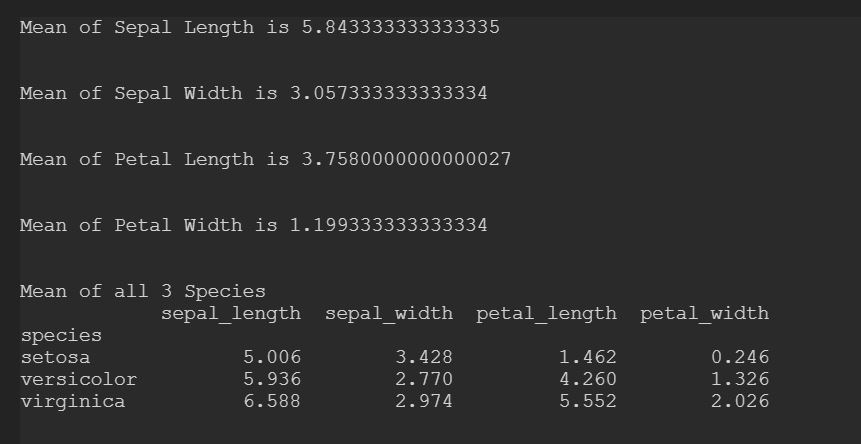 Mean of Sepal Length is 5.843333333333335
Mean of Sepal Width is 3.057333333333334
Mean of Petal Length is 3.7580000000000027
Mean of Petal Width is 1.199333333333334
Mean of all 3 Species
sepal_length sepal_width petal_length petal_width
species
setosa 5.006 3.428 1.462 0.246
versicolor 5.936 2.770 4.260 1.326
virginica 6.588 2.974 5.552 2.026